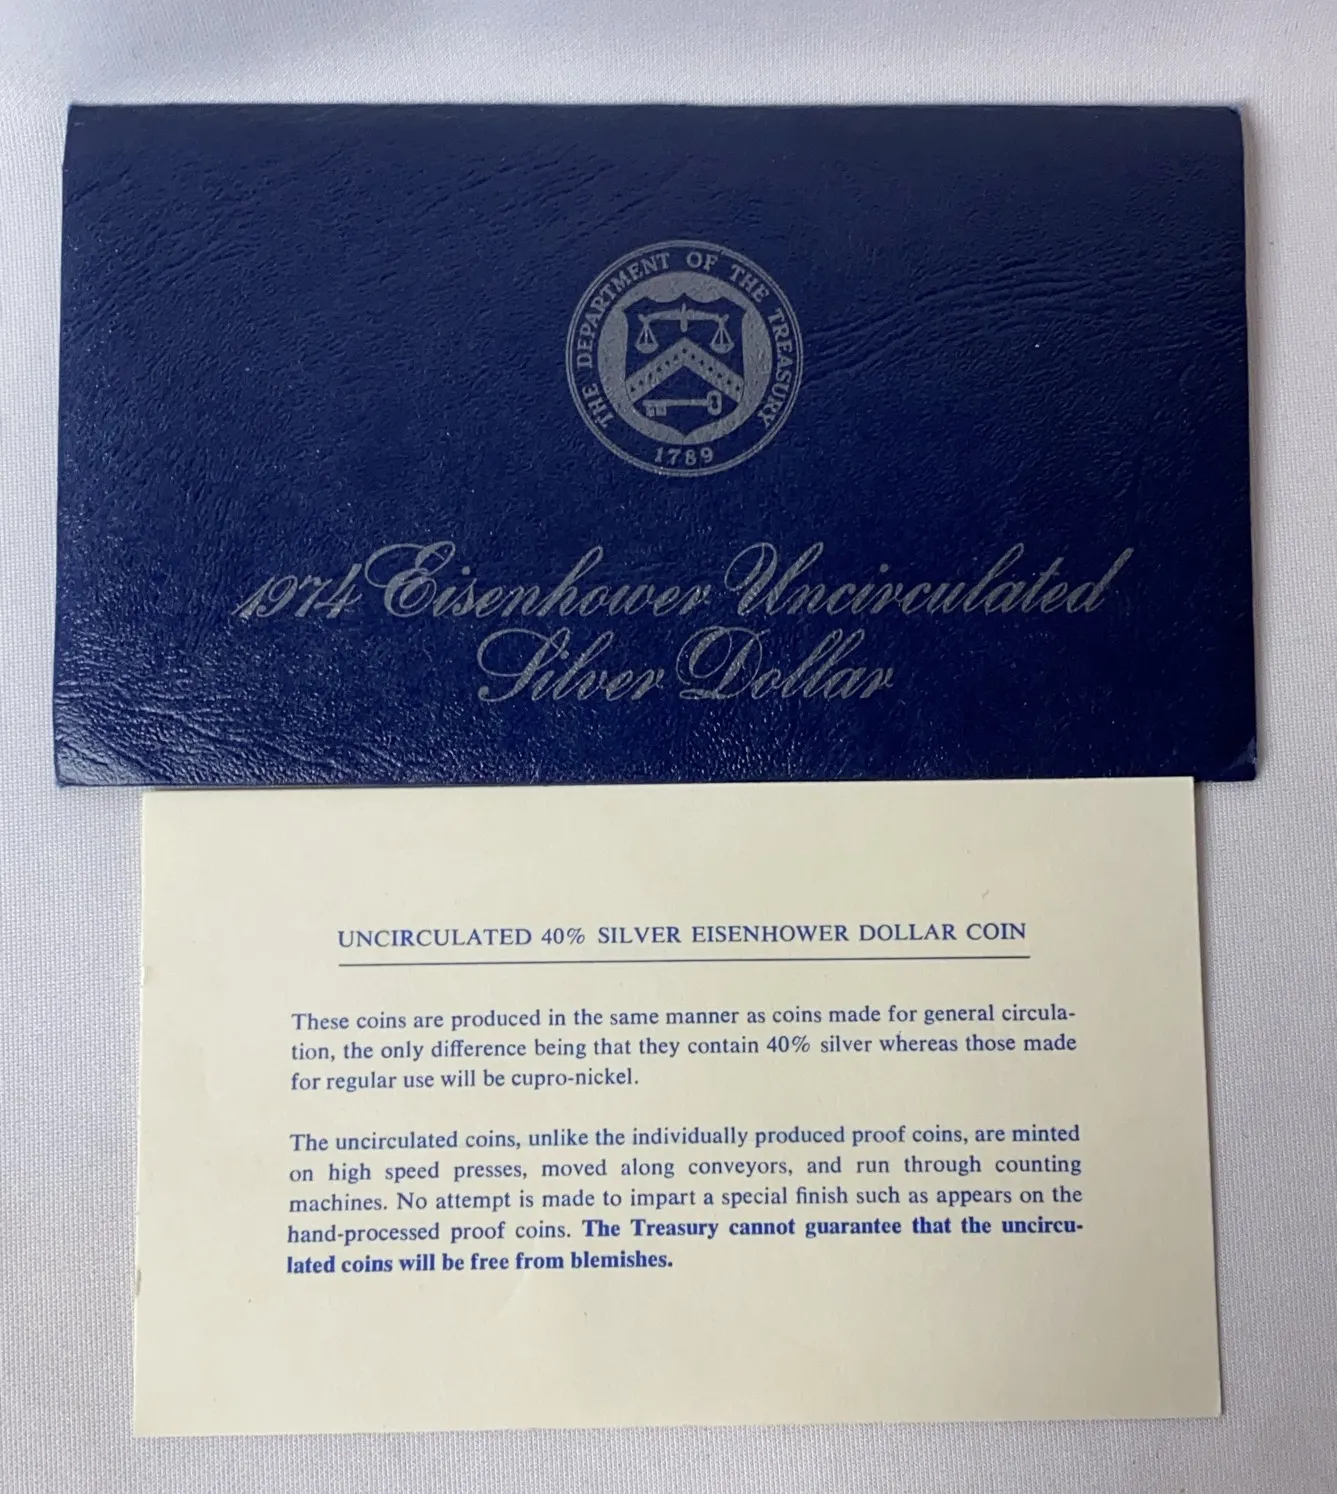 THE DEPARTMENT OF THE TREASURY
1789
1974 Eisenhower Uncirculated
Silver Dollar
UNCIRCULATED 40% SILVER EISENHOWER DOLLAR COIN
These coins are produced in the same manner as coins made for general circula-
tion, the only difference being that they contain 40% silver whereas those made
for regular use will be cupro-nickel.
The uncirculated coins, unlike the individually produced proof coins, are minted
on high speed presses, moved along conveyors, and run through counting
machines. No attempt is made to impart a special finish such as appears on the
hand-processed proof coins. The Treasury cannot guarantee that the uncircu-
lated coins will be free from blemishes.